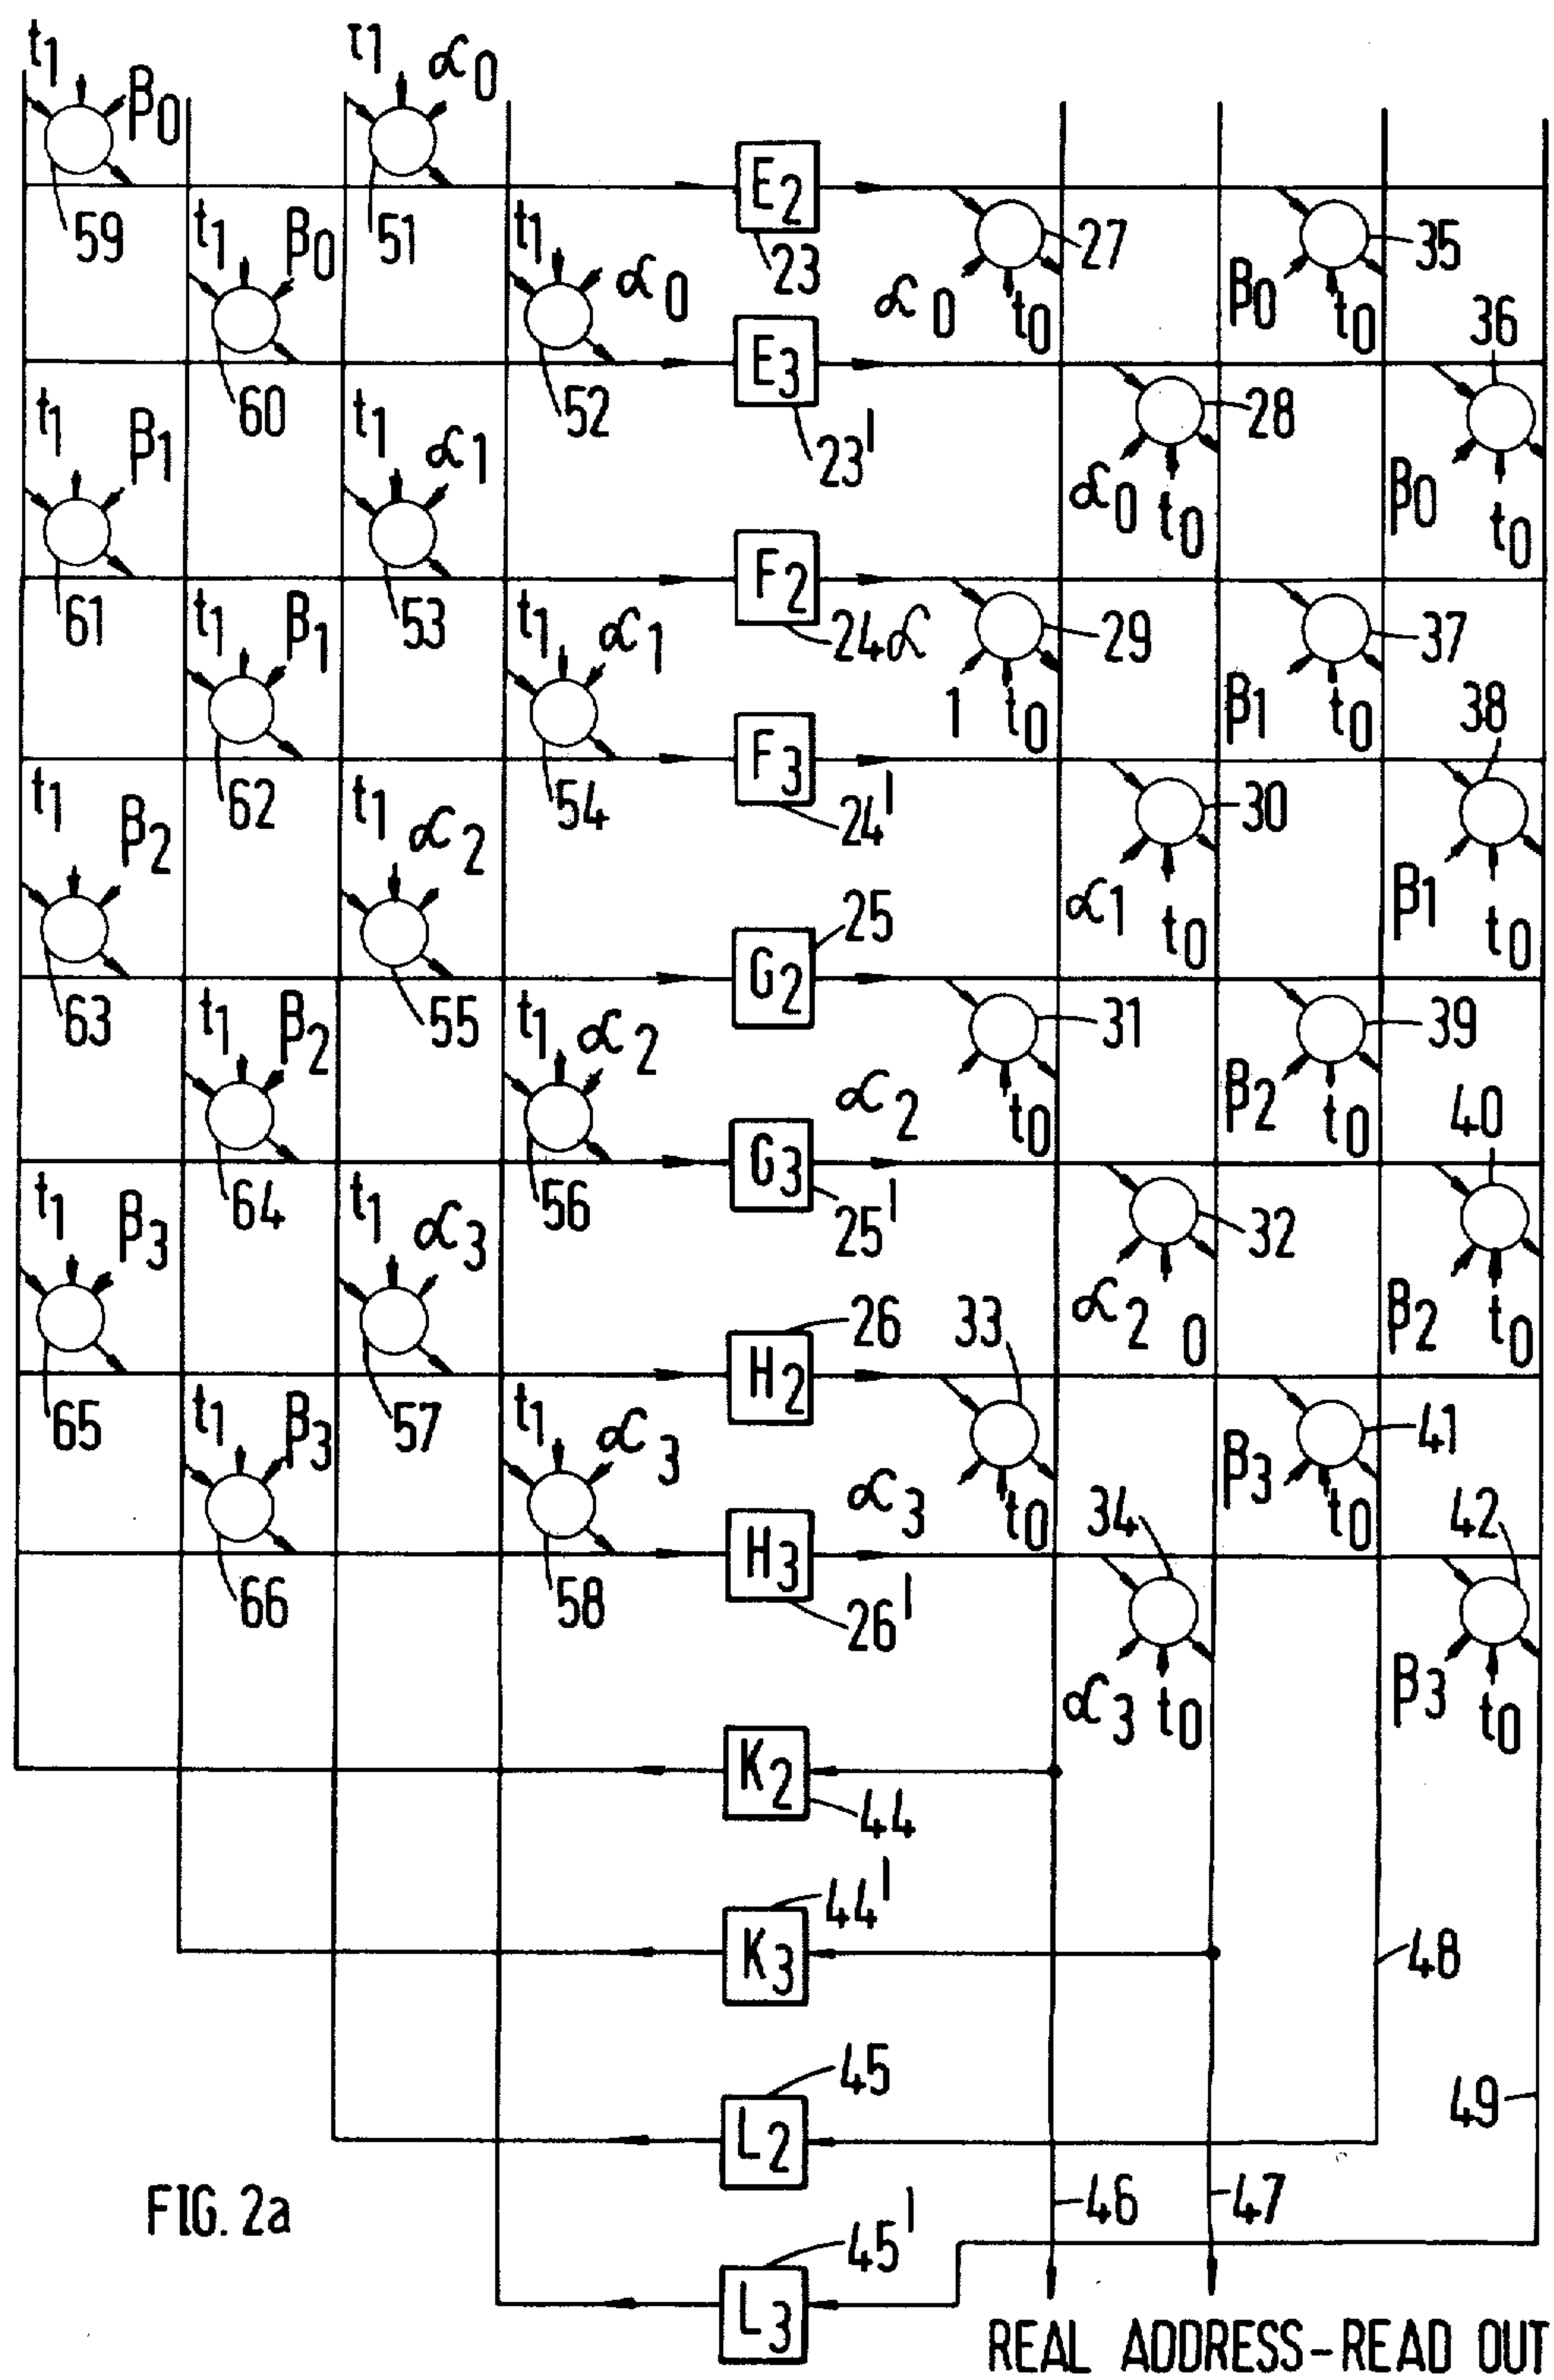 t1 t1 α 0
β0
E2
59 51 t1 27 35
t1 β0 α 0 23 α 0 t0 β0 t0 36
E3
60 52 28
t1 β1 t1 α1 23' α0 t0 β0 t0
F2
61 53 24α 29 37
t1 β1 t1 α1 1 t0 β1 t0 38
F3
62 54 24' 30
t1 β2 t1 α2 α1 t0 β1 t0
25
G2
63 55 31 39
t1 β2 t1 α2 α2 t0 β2 t0 40
G3
64 56 25' 32
t1 β3 t1 α3 α2 0 β2 t0
26 33
H2
65 57 41
t1 β3 t1 α3 α3 t0 34 β3 t0 42
H3
66 58 26'
α3 t0 β3 t0
K2
44
44'
K3
48
45
L2
49
46 47
FIG. 2a
45'
L3
REAL ADDRESS-READ OUT